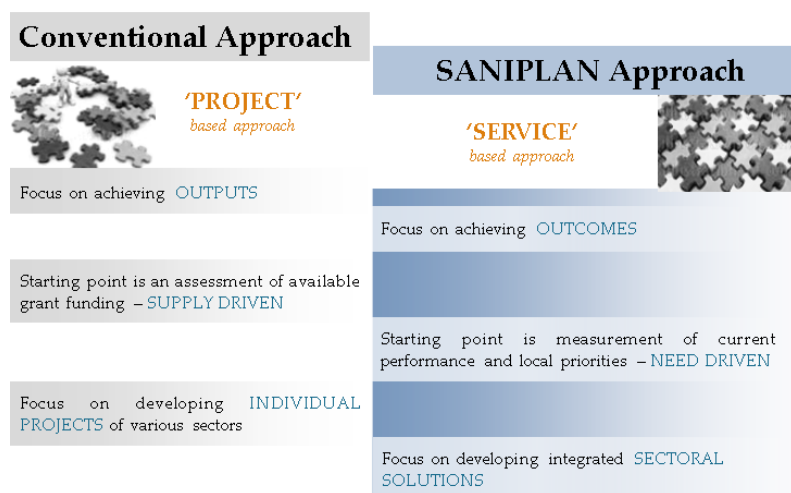 Conventional Approach
‘PROJECT’
based approach
Focus on achieving OUTPUTS
Starting point is an assessment of available
grant funding – SUPPLY DRIVEN
Focus on developing INDIVIDUAL
PROJECTS of various sectors
SANIPLAN Approach
‘SERVICE’
based approach
Focus on achieving OUTCOMES
Starting point is measurement of current
performance and local priorities – NEED DRIVEN
Focus on developing integrated SECTORAL
SOLUTIONS